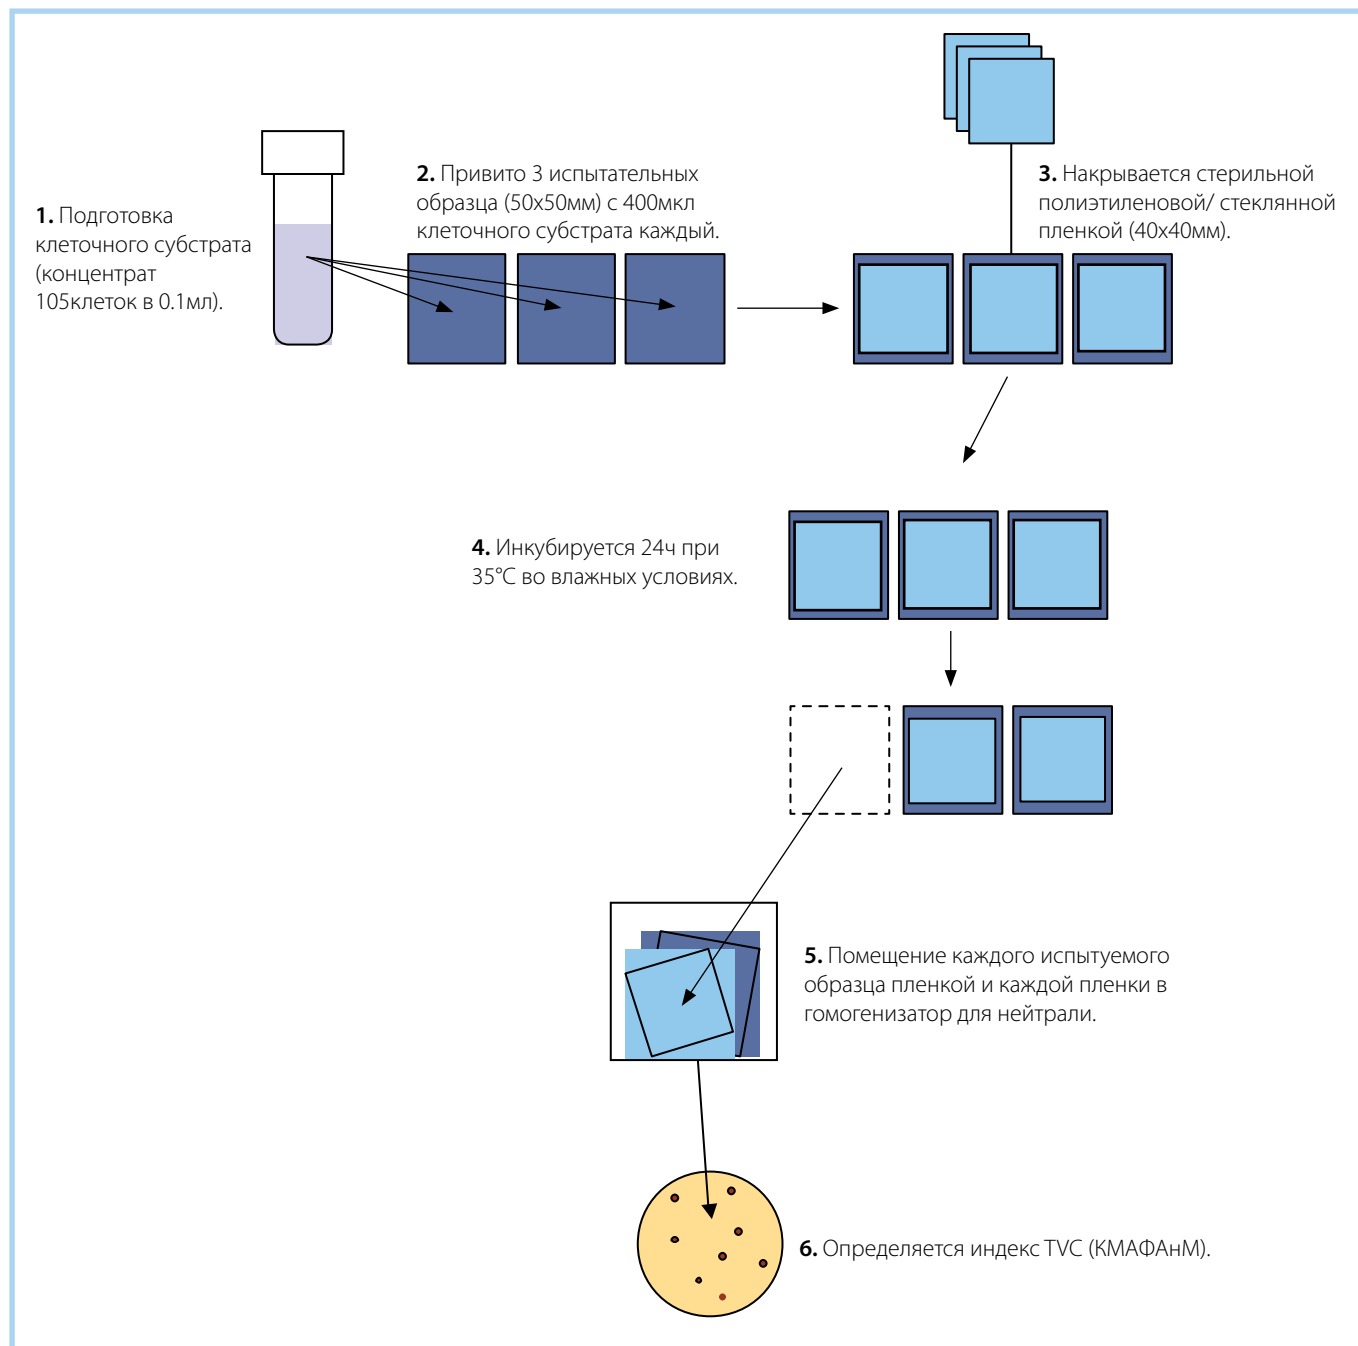 1. Подготовка
клеточного субстрата
(концентрат
105клеток в 0.1мл).
2. Привито 3 испытательных
образца (50х50мм) с 400мкл
клеточного субстрата каждый.
3. Накрывается стерильной
полиэтиленовой/ стеклянной
пленкой (40х40мм).
4. Инкубируется 24ч при
35°C во влажных условиях.
5. Помещение каждого испытуемого
образца пленкой и каждой пленки в
гомогенизатор для нейтрали.
6. Определяется индекс TVC (КМАФАнМ).